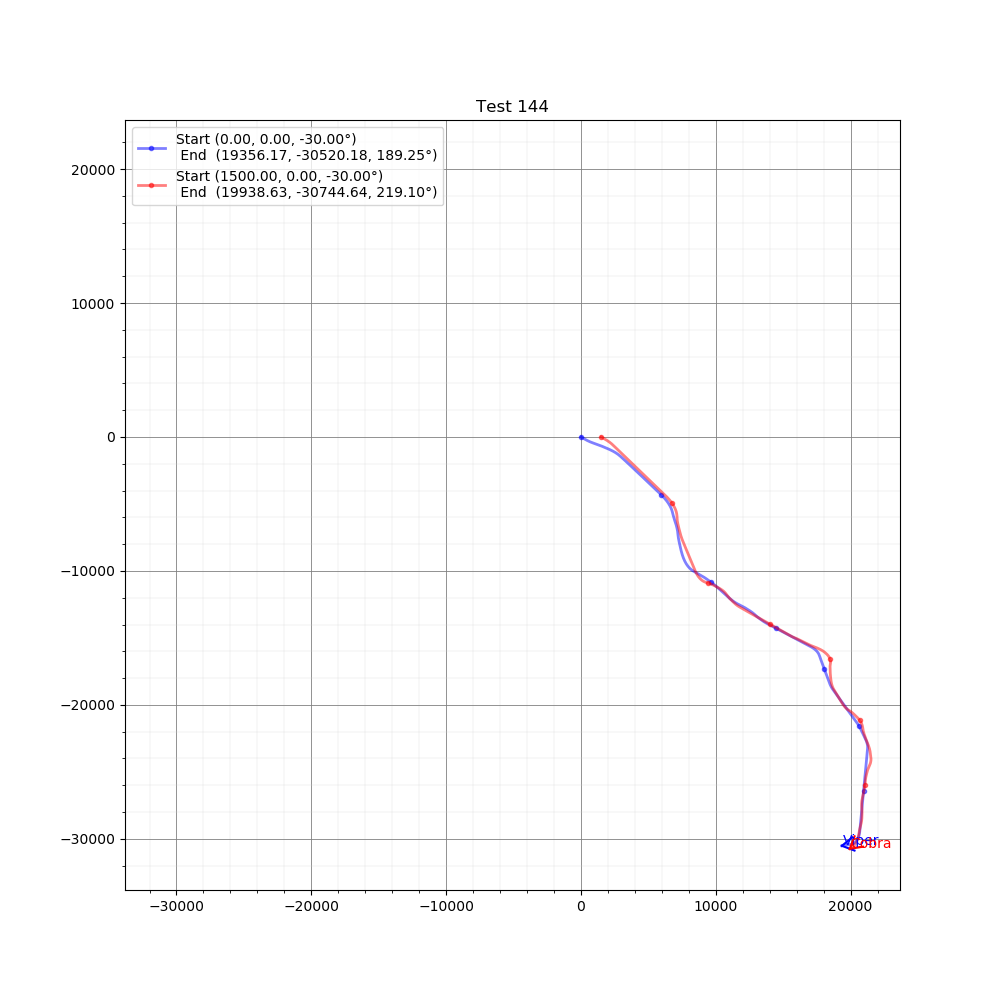 Test 144
Start (0.00, 0.00, -30.00°)
End  (19356.17, -30520.18, 189.25°)
Start (1500.00, 0.00, -30.00°)
End  (19938.63, -30744.64, 219.10°)
20000
10000
0
−10000
−20000
−30000
Viper
Cobra
−30000
−20000
−10000
0
10000
20000